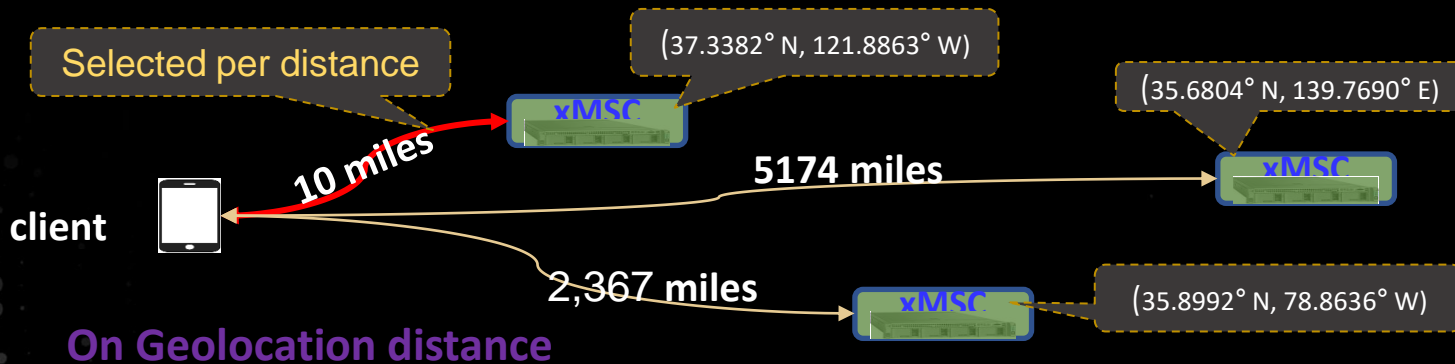 Selected per distance
(37.3382° N, 121.8863° W)
(35.6804° N, 139.7690° E)
xMSC
10 miles
5174 miles
xMSC
client
2,367 miles
xMSC
(35.8992° N, 78.8636° W)
On Geolocation distance